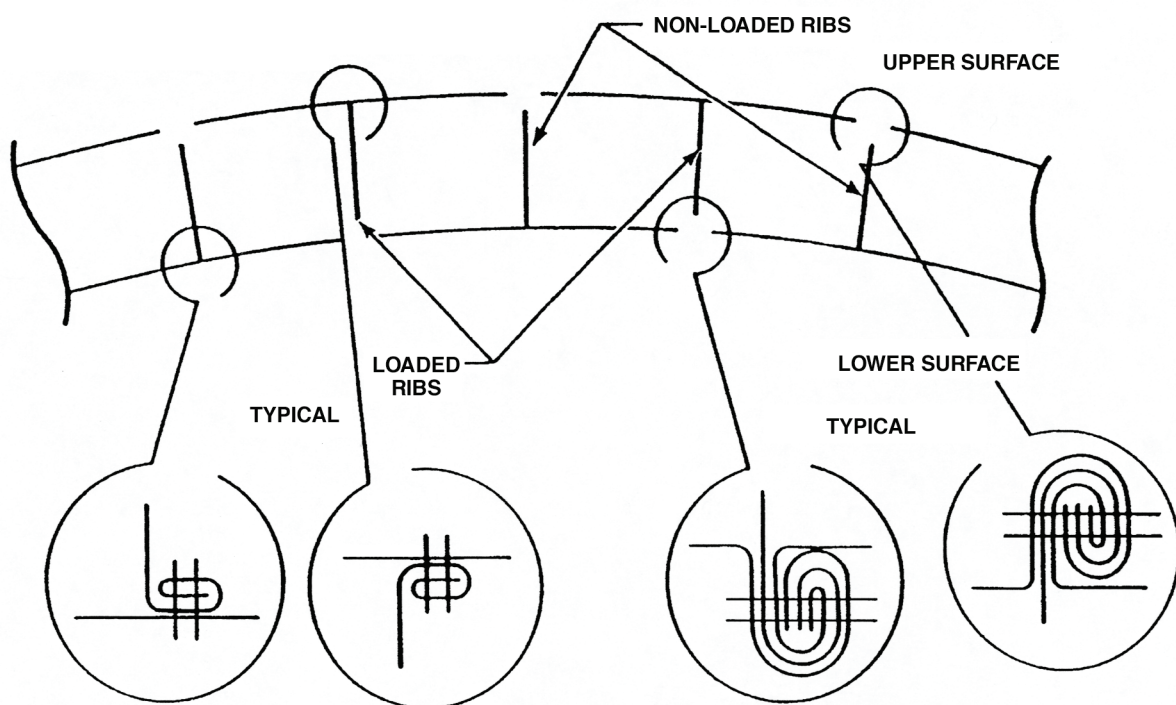 NON-LOADED RIBS
UPPER SURFACE
LOADED
RIBS
LOWER SURFACE
TYPICAL
TYPICAL